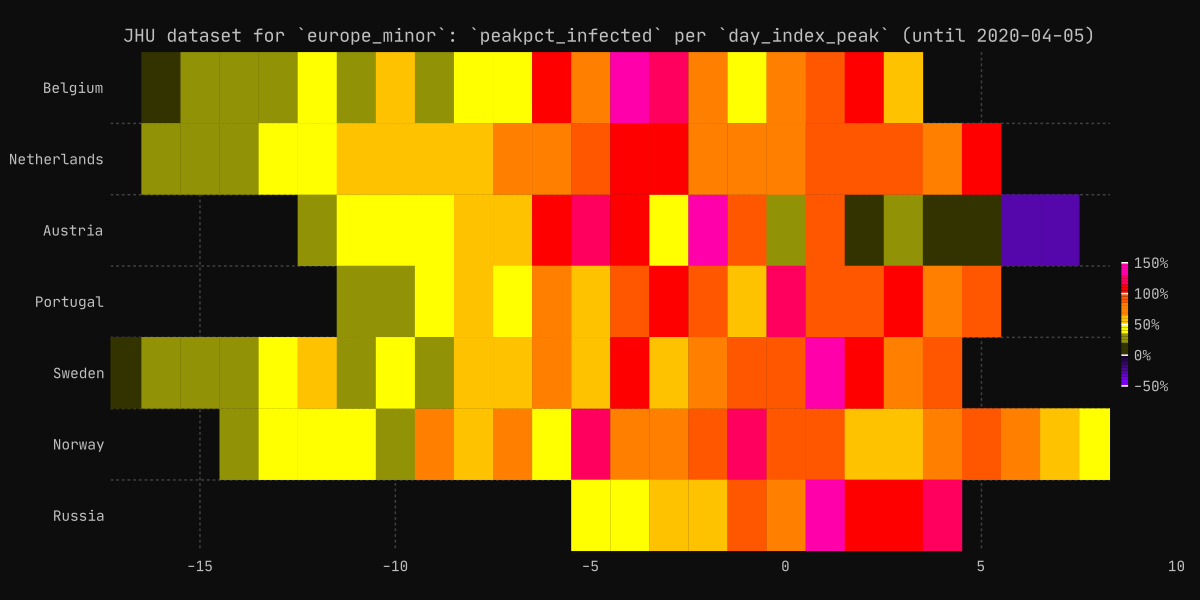 JHU dataset for `europe_minor`: `peakpct_infected` per `day_index_peak` (until 2020-04-05)
Belgium
Netherlands
Austria
Portugal
Sweden
Norway
Russia
150%
100%
50%
0%
-50%
-15 -10 -5 0 5 10